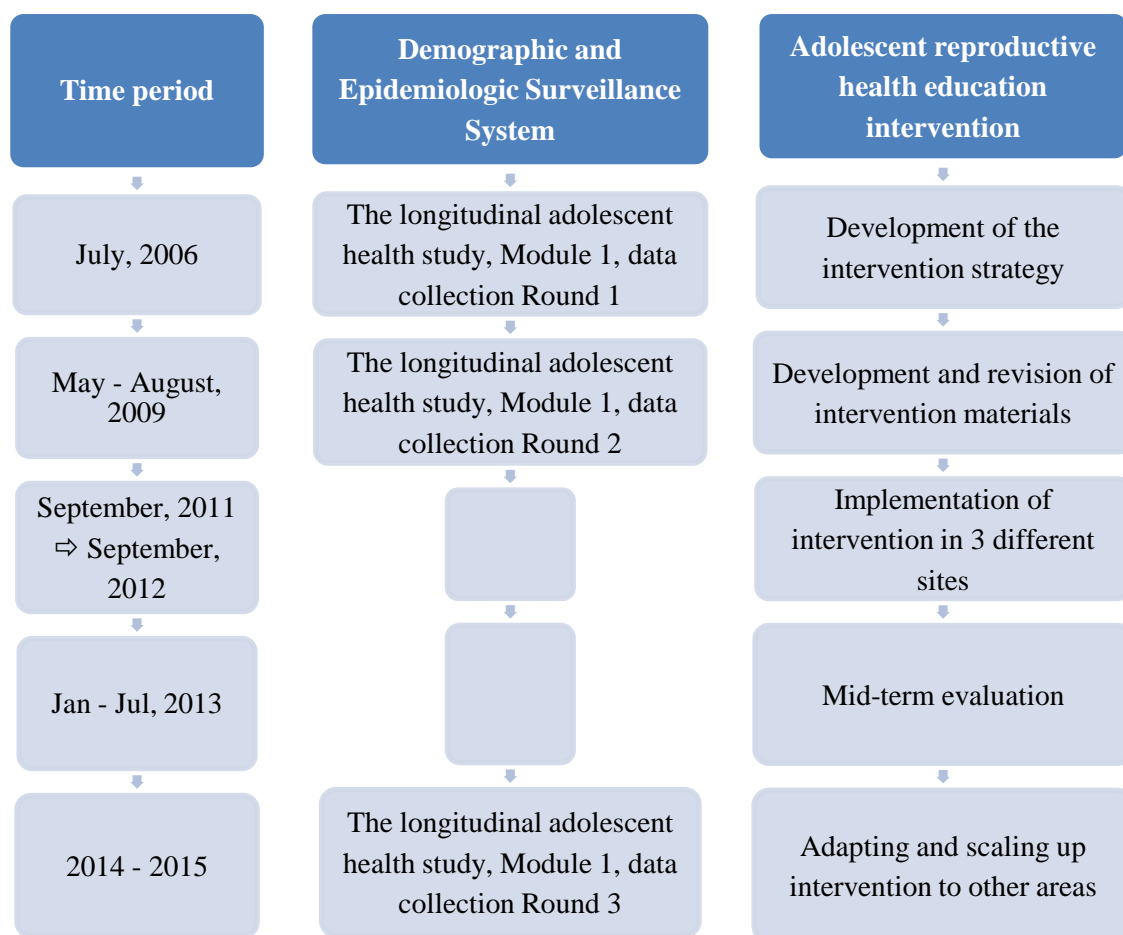 Time period
Demographic and
Epidemiologic Surveillance
System
Adolescent reproductive
health education
intervention
July, 2006
The longitudinal adolescent
health study, Module 1, data
collection Round 1
Development of the
intervention strategy
May - August,
2009
The longitudinal adolescent
health study, Module 1, data
collection Round 2
Development and revision of
intervention materials
September, 2011
⇨ September,
2012
Implementation of
intervention in 3 different
sites
Jan - Jul, 2013
Mid-term evaluation
2014 - 2015
The longitudinal adolescent
health study, Module 1, data
collection Round 3
Adapting and scaling up
intervention to other areas